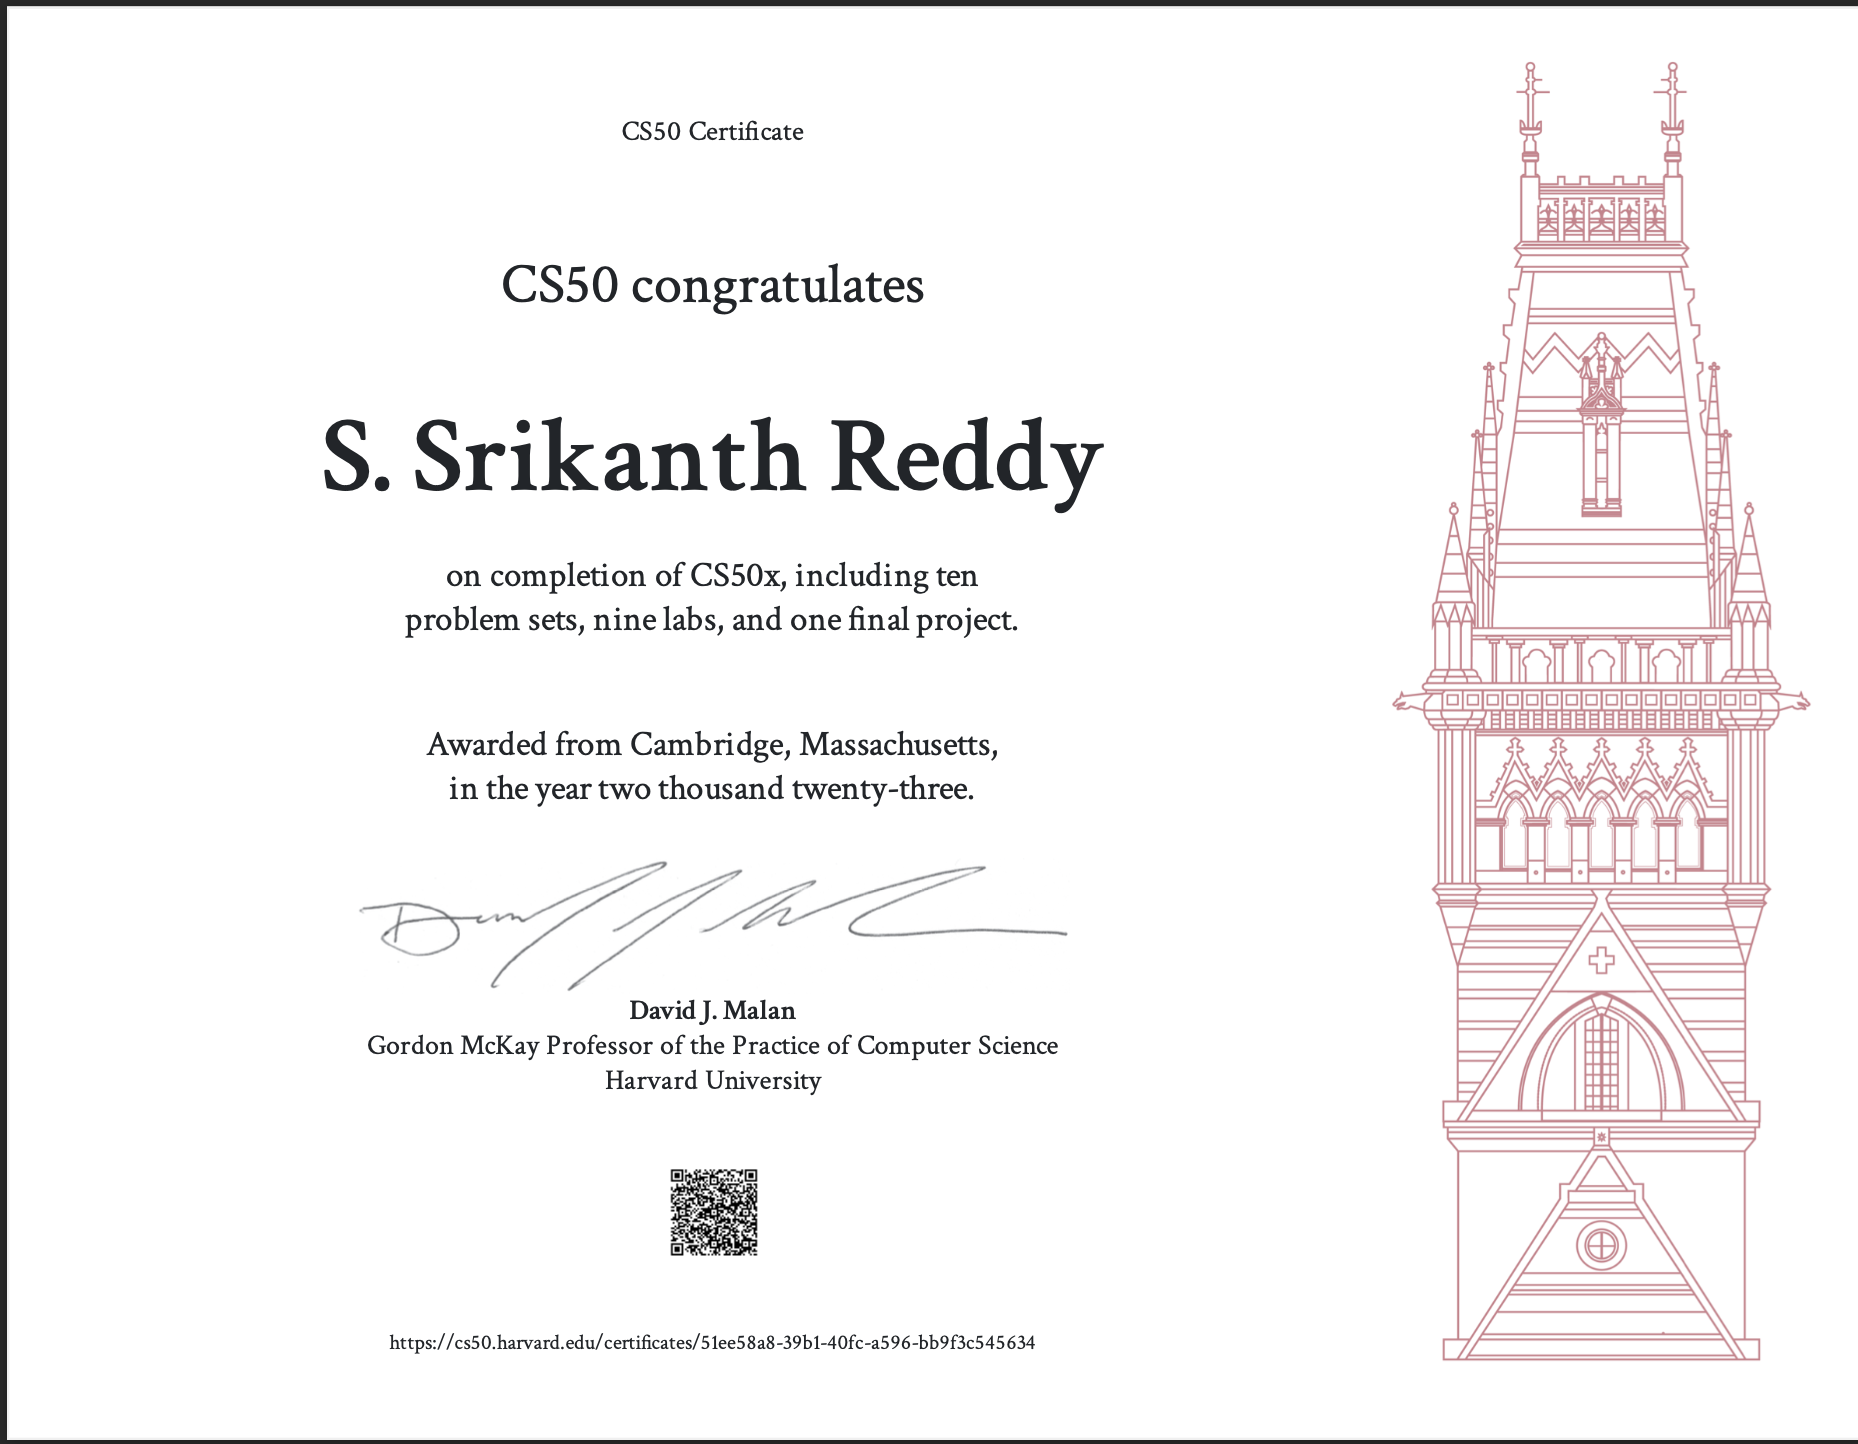 CS50 Certificate
CS50 congratulates
S. Srikanth Reddy
on completion of CS50x, including ten
problem sets, nine labs, and one final project.
Awarded from Cambridge, Massachusetts,
in the year two thousand twenty-three.
David J. Malan
Gordon McKay Professor of the Practice of Computer Science
Harvard University
https://cs50.harvard.edu/certificates/51ee58a8-39b1-40fc-a596-bb9f3c545634